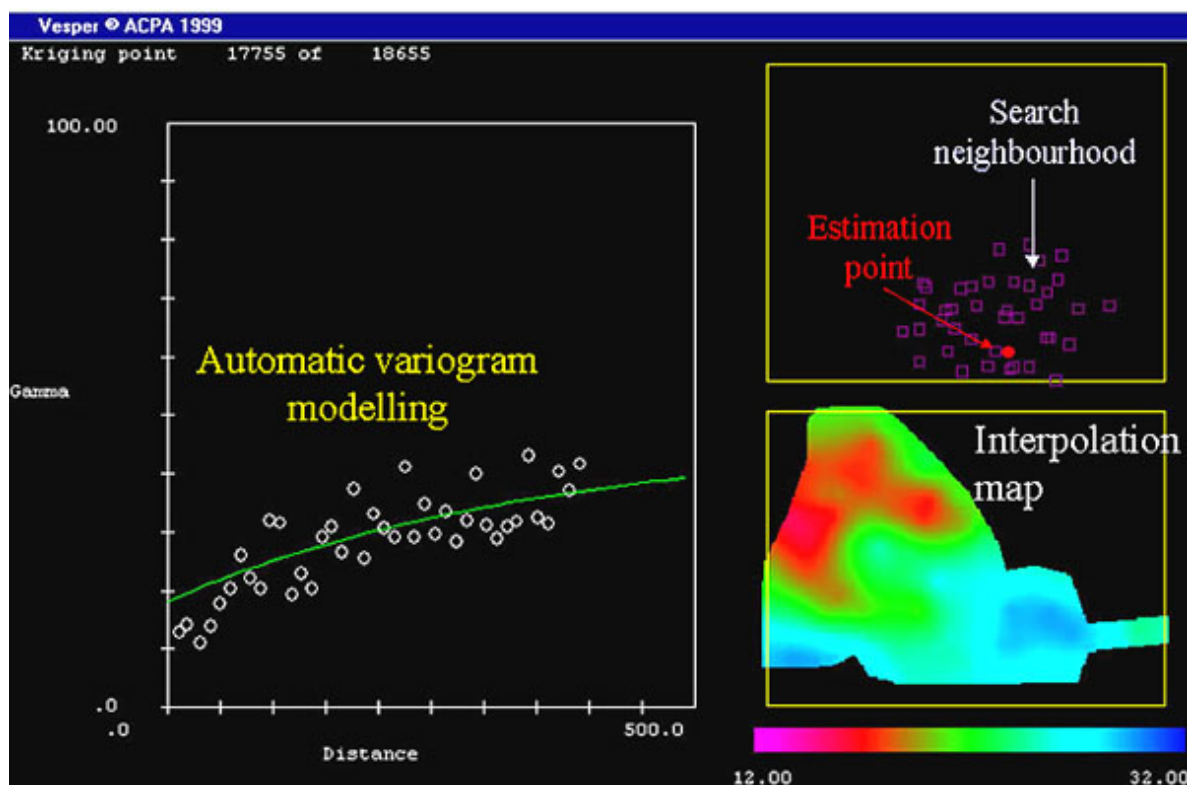 Vesper © ACPA 1999
Kriging point 17755 of 18655
100.00
Gamma
.0
.0
500.0
Distance
Automatic variogram
modelling
Search
neighbourhood
Estimation
point
Interpolation
map
12.00
32.00